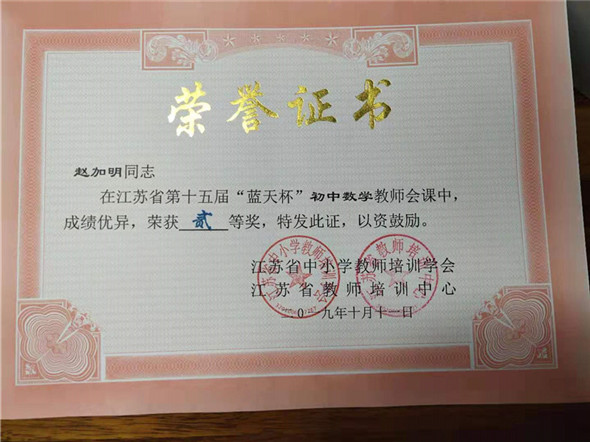 荣誉证书
赵加明同志
在江苏省第十五届“蓝天杯”初中数学教师会课中，
成绩优异，荣获 贰 等奖，特发此证，以资鼓励。
江苏省中小学教师培训学会
江苏省教师培训中心
二〇一九年十月十一日